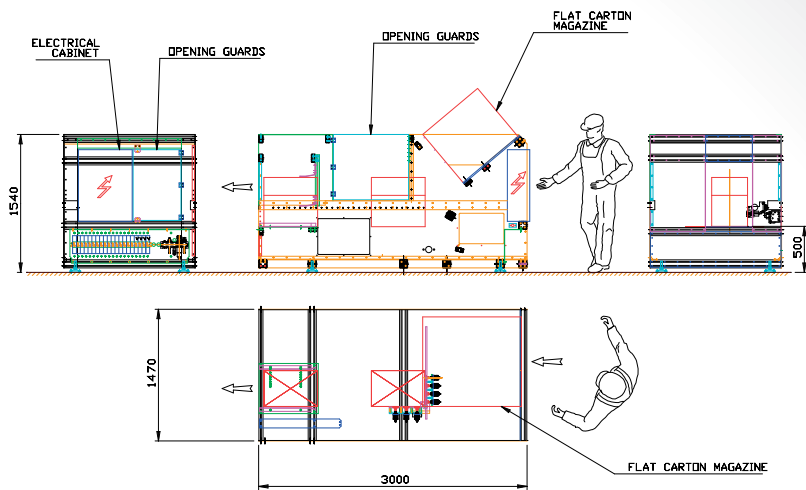 FLAT CARTON
MAGAZINE
ELECTRICAL
CABINET
OPENING GUARDS
OPENING GUARDS
1540
500
1470
3000
FLAT CARTON MAGAZINE